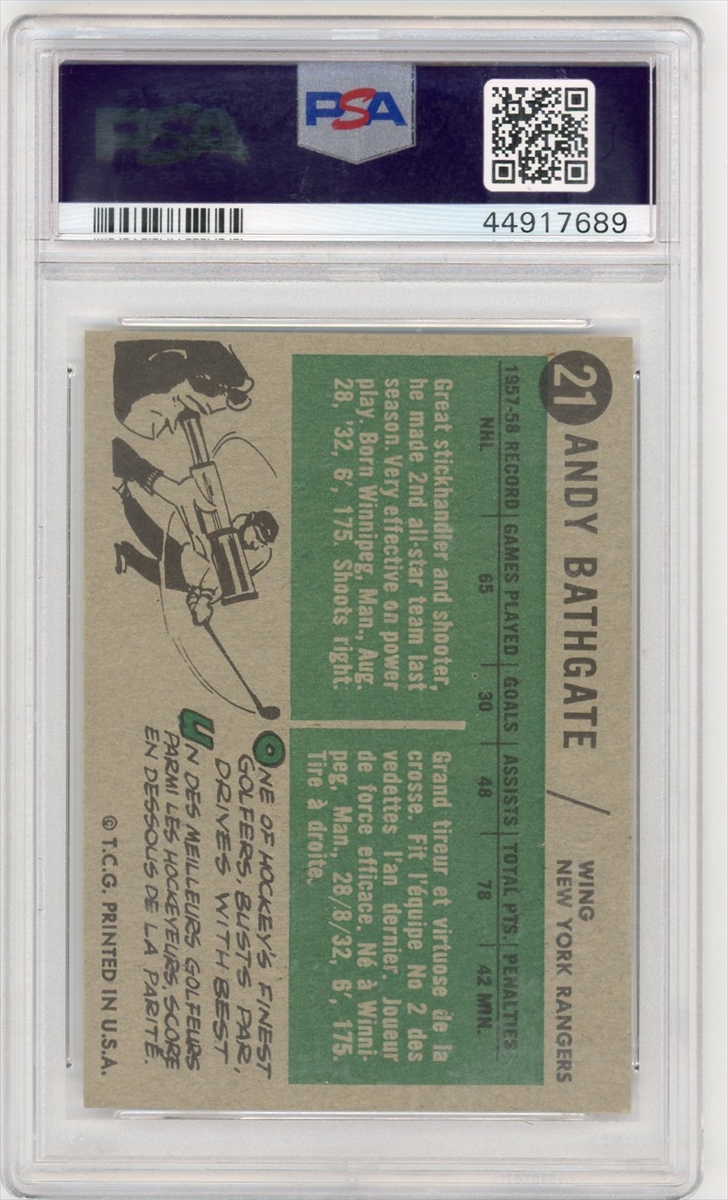 PSA
PSA
44917689
21 ANDY BATHGATE / WING
NEW YORK RANGERS
1957-58 RECORD | GAMES PLAYED | GOALS | ASSISTS | TOTAL PTS. | PENALTIES
NHL 65 30 48 78 42 MIN.
Great stickhandler and shooter,
he made 2nd all-star team last
season. Very effective on power
play. Born Winnipeg, Man., Aug.
28, '32, 6', 175. Shoots right.
Grand tireur et virtuose de la
crosse. Fit l'équipe No 2 des
vedettes l'an dernier. Joueur
de force efficace. Né à Winni-
peg, Man., 28/8/32, 6', 175.
Tire à droite.
ONE OF HOCKEY'S FINEST
GOLFERS, BUSTS PAR,
DRIVES WITH BEST
UN DES MEILLEURS GOLFEURS
PARMI LES HOCKEYEURS, SCORE
EN DESSOUS DE LA PARITÉ.
© T.C.G. PRINTED IN U.S.A.